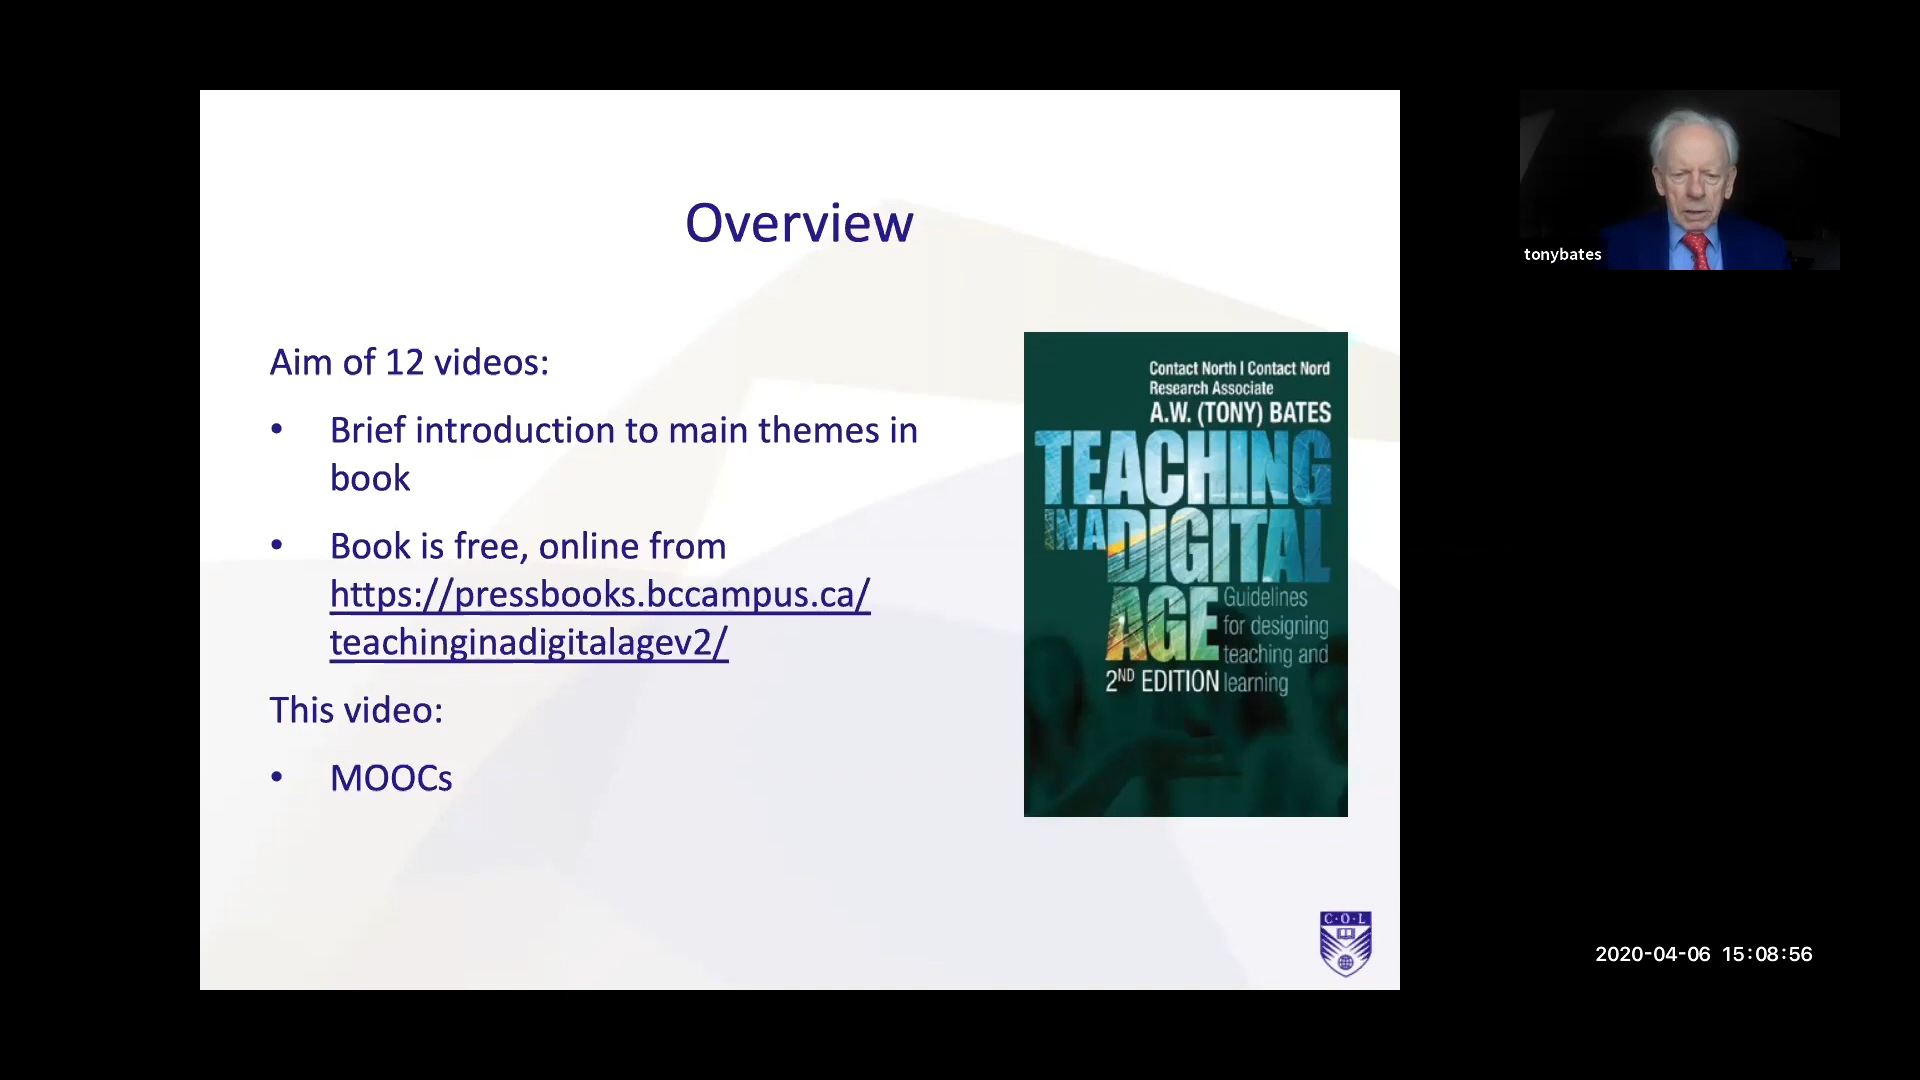 Overview
Aim of 12 videos:
• Brief introduction to main themes in
book
• Book is free, online from
https://pressbooks.bccampus.ca/
teachinginadigitalagev2/
This video:
• MOOCs
Contact North I Contact Nord
Research Associate
A.W. (TONY) BATES
TEACHING
IN A DIGITAL
AGE
Guidelines
for designing
teaching and
learning
2ND EDITION
C·O·L
tonybates
2020-04-06 15:08:56